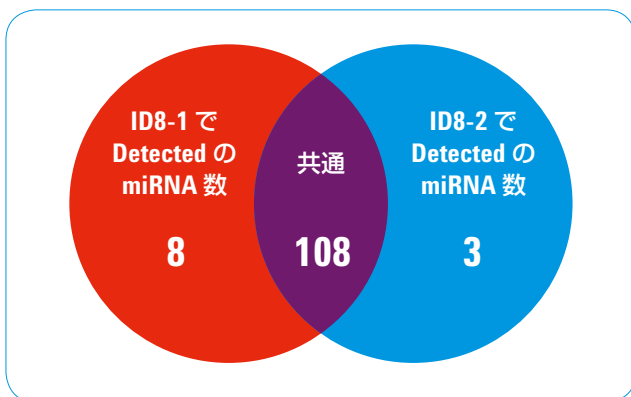 ID8-1 で
Detected の
miRNA 数
8
共通
108
ID8-2 で
Detected の
miRNA 数
3